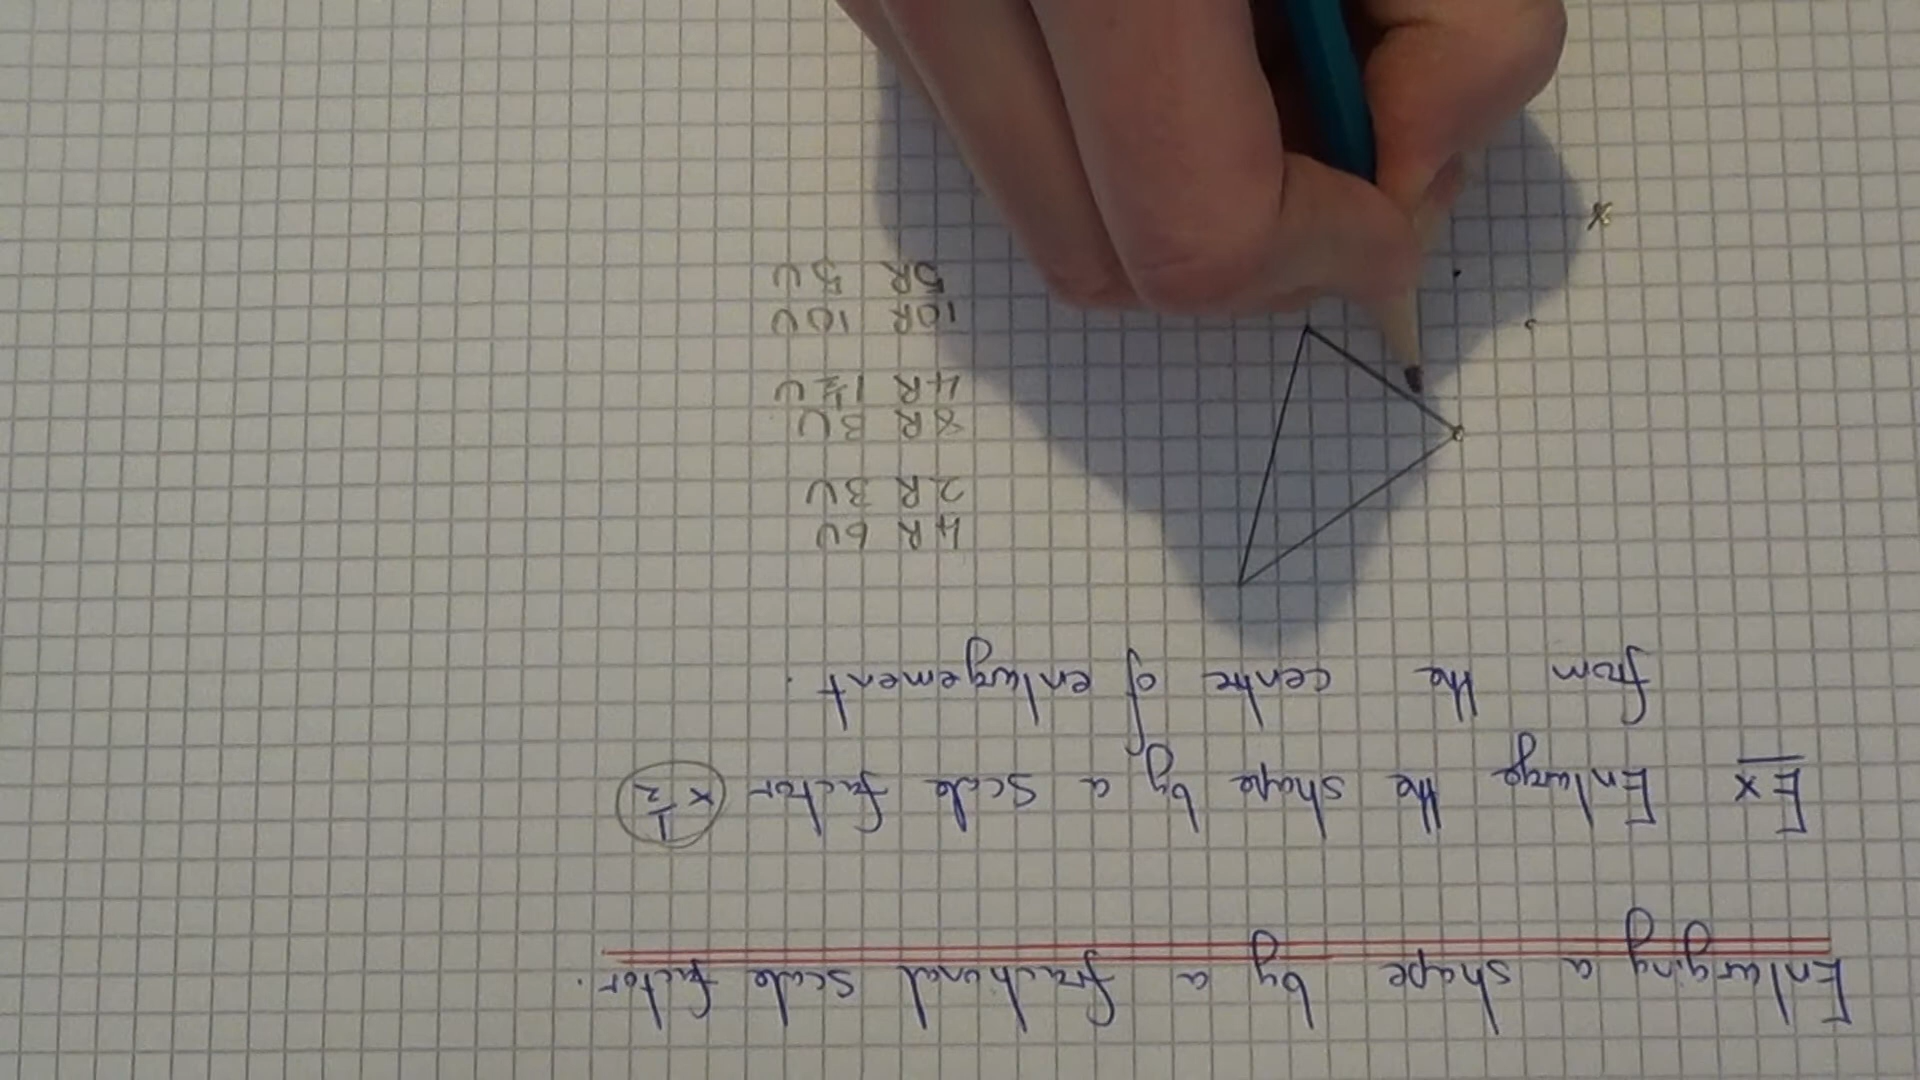 Enlarging a shape by a fractional scale factor.
Ex Enlarge the shape by a scale factor × 1/2
from the centre of enlargement.
4R 6U
2R 3U
8R 3U
4R 1½U
10R 10U
5R 5U